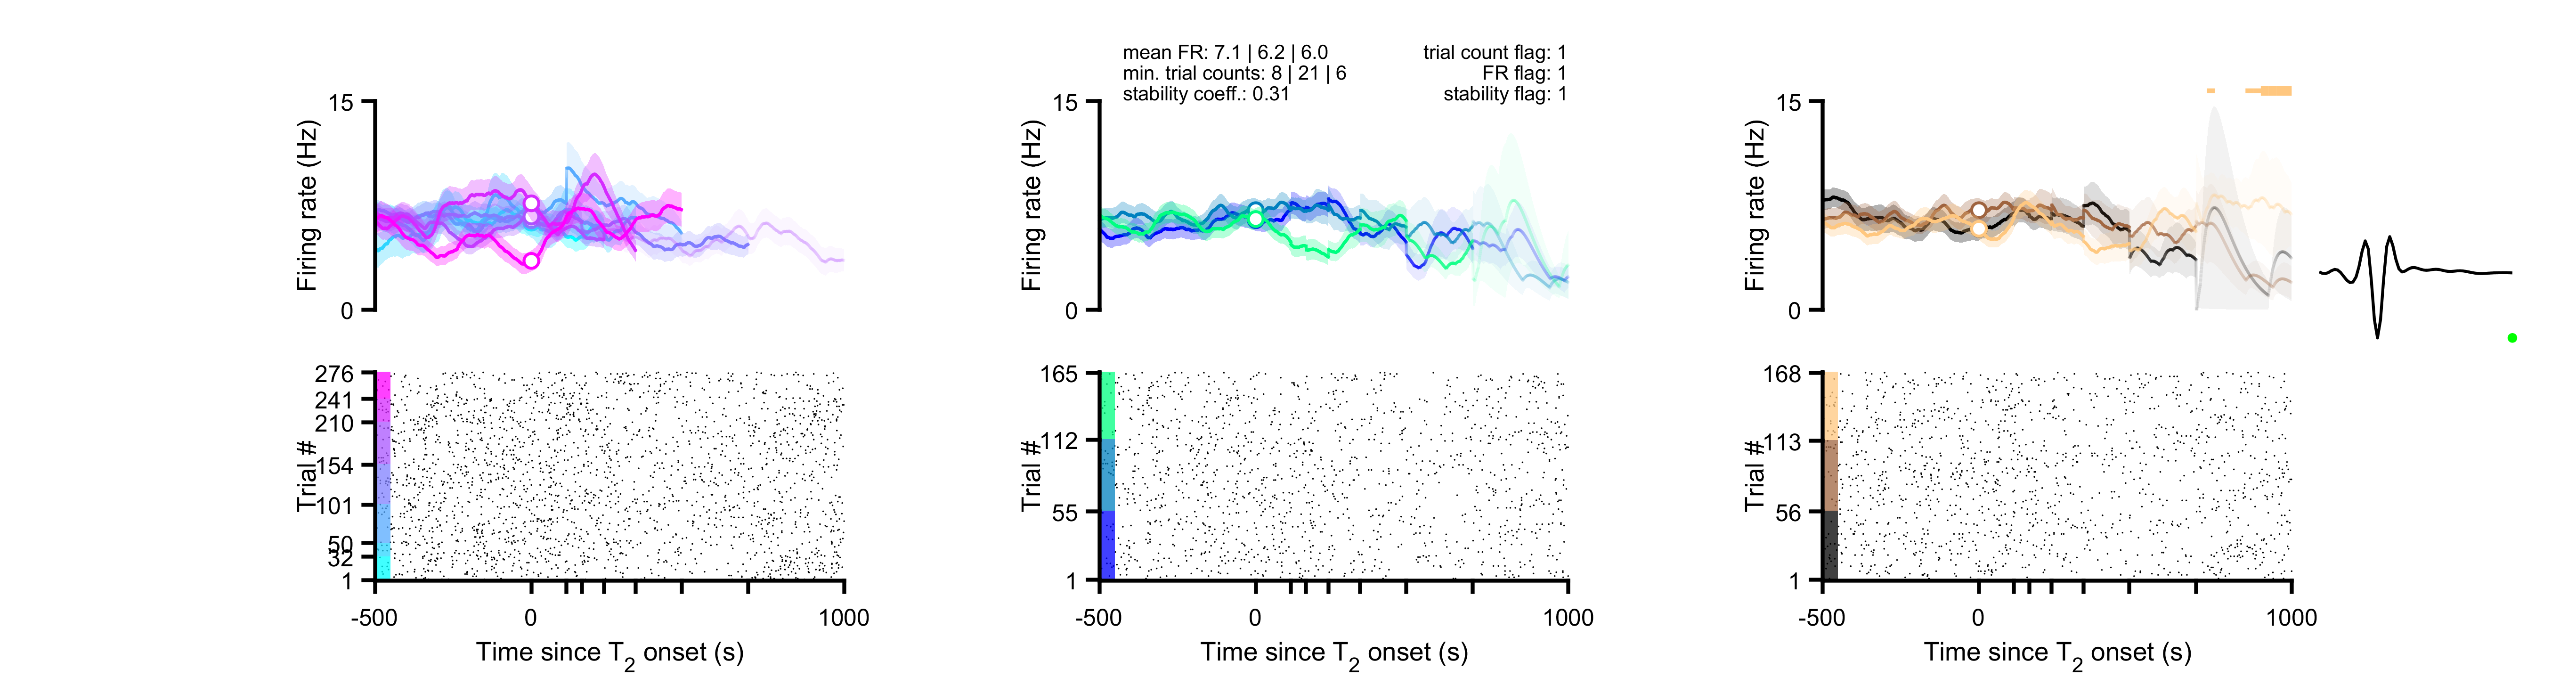 mean FR: 7.1 | 6.2 | 6.0
min. trial counts: 8 | 21 | 6
stability coeff.: 0.31
trial count flag: 1
FR flag: 1
stability flag: 1
15
Firing rate (Hz)
0
15
Firing rate (Hz)
0
15
Firing rate (Hz)
0
276
241
210
154
101
50
32
1
Trial #
-500
0
1000
Time since T2 onset (s)
165
112
55
1
Trial #
-500
0
1000
Time since T2 onset (s)
168
113
56
1
Trial #
-500
0
1000
Time since T2 onset (s)